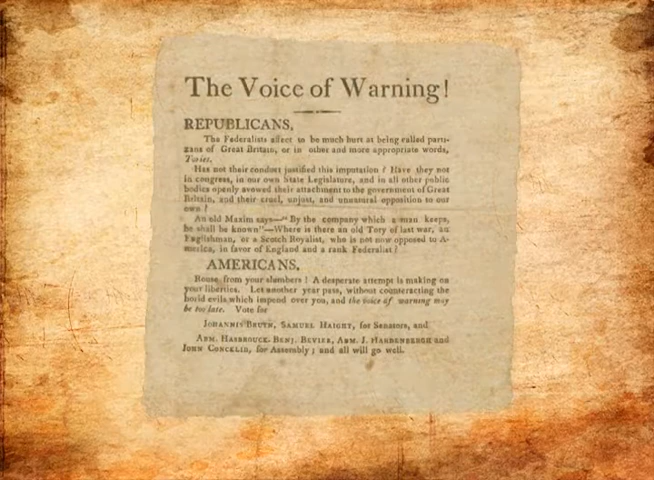 The Voice of Warning!
REPUBLICANS,
The Federalists affect to be much hurt at being called parti-
zans of Great Britain, or in other and more appropriate words,
Tories.
Has not their conduct justified this imputation? Have they not
in congress, in our own State Legislature, and in all other public
bodies openly avowed their attachment to the government of Great
Britain, and their cruel, unjust, and unnatural opposition to our
own?
An old Maxim says—"By the company which a man keeps,
he shall be known"—Where is there an old Tory of last war, an
Englishman, or a Scotch Royalist, who is not now opposed to A-
merica, in favor of England and a rank Federalist?
AMERICANS,
Rouse from your slumbers! A desperate attempt is making on
your liberties. Let another year pass, without counteracting the
horid evils which impend over you, and the voice of warning may
be too late. Vote for
JOHANNIS BRUYN, SAMUEL HAIGHT, for Senators, and
ABM. HASBROUCK, BENJ. BEVIER, ABM. J. HARDENBERGH and
JOHN CONCKLIN, for Assembly; and all will go well.